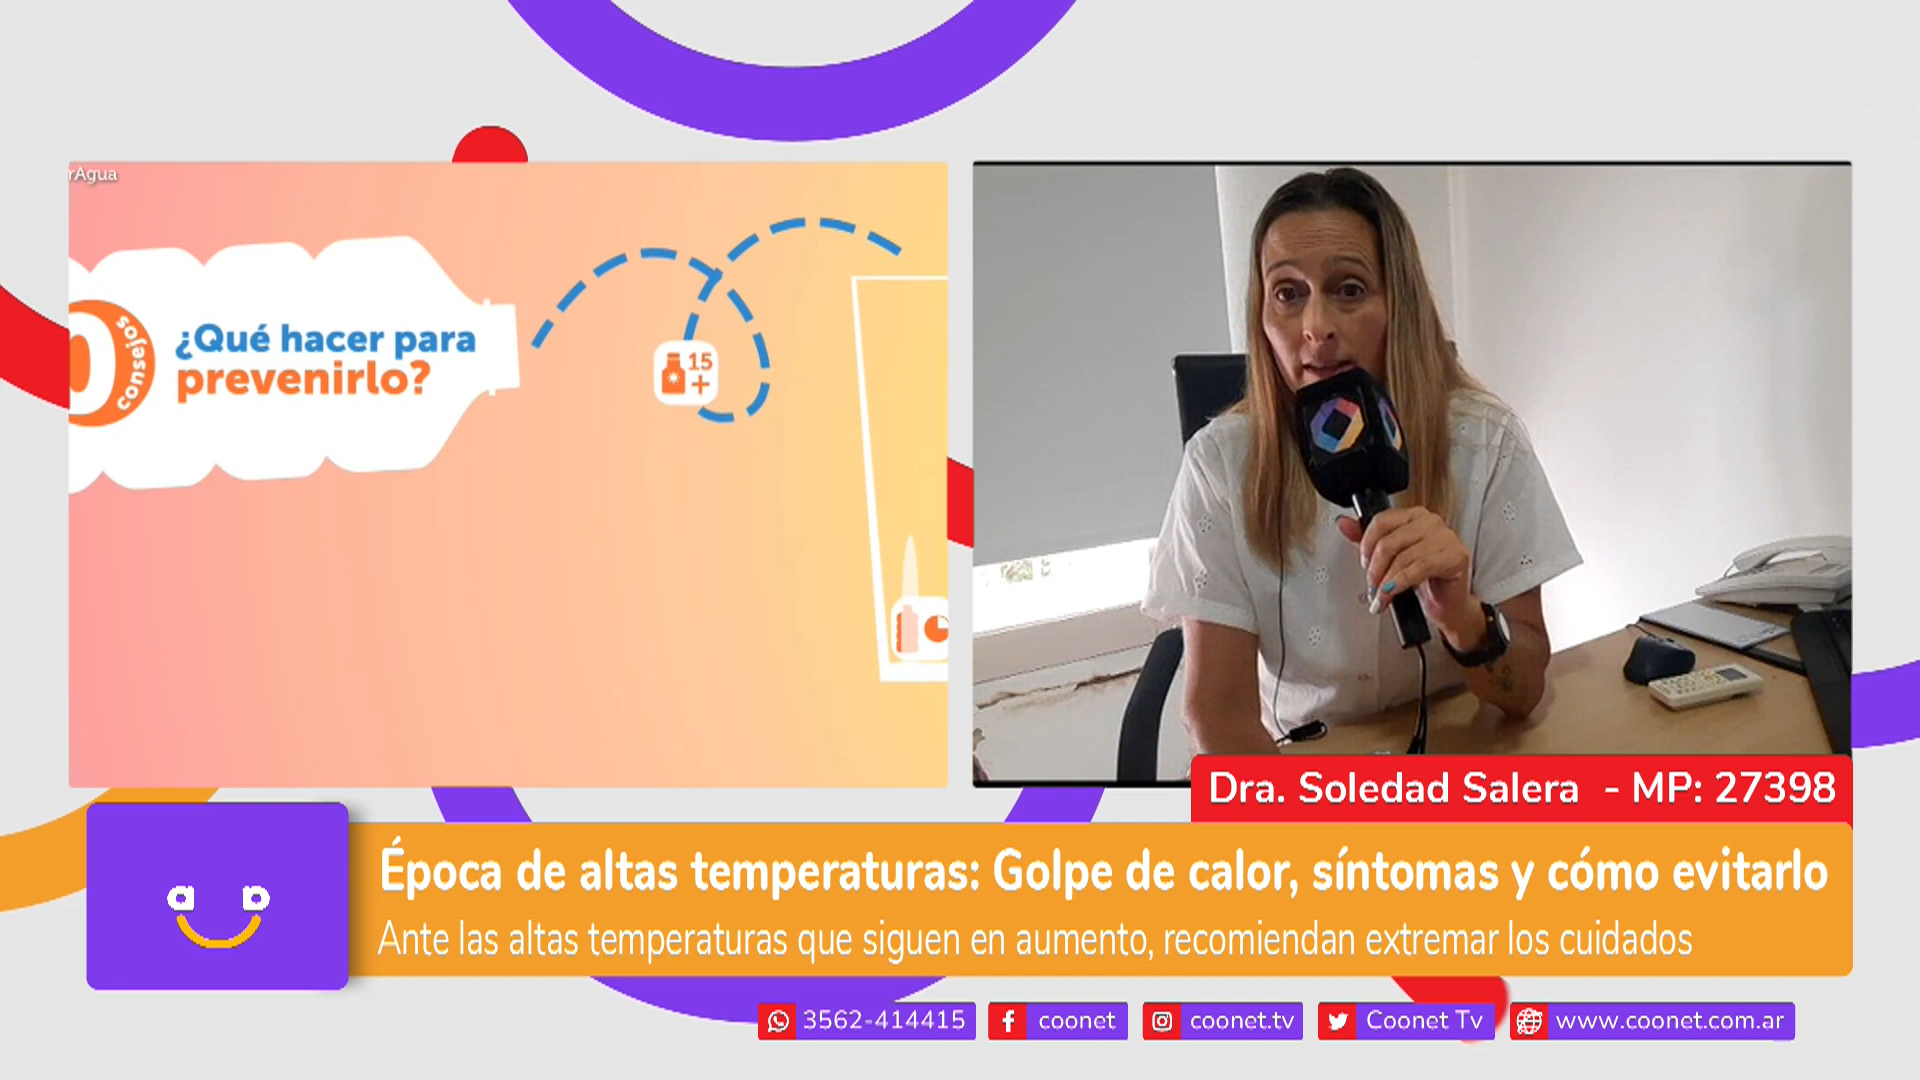 rAgua
consejos
¿Qué hacer para
prevenirlo?
15
+
Dra. Soledad Salera - MP: 27398
Época de altas temperaturas: Golpe de calor, síntomas y cómo evitarlo
Ante las altas temperaturas que siguen en aumento, recomiendan extremar los cuidados
3562-414415
coonet
coonet.tv
Coonet Tv
www.coonet.com.ar